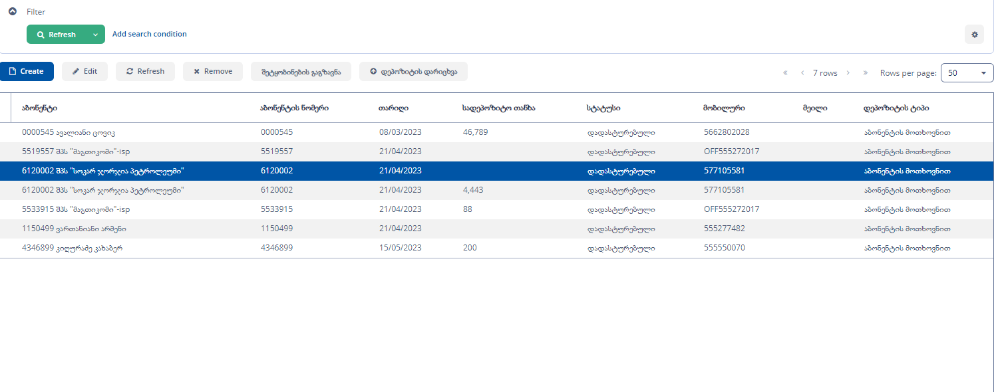 Filter
Refresh Add search condition
Create Edit Refresh Remove შეტყობინების გაგზავნა დეპოზიტის დარიცხვა « ‹ 7 rows › » Rows per page: 50
აბონენტი აბონენტის ნომერი თარიღი სადეპოზიტო თანხა სტატუსი მობილური მეილი დეპოზიტის ტიპი
0000545 ავალიანი ცოვიკ 0000545 08/03/2023 46,789 დადასტურებული 5662802028 აბონენტის მოთხოვნით
5519557 შპს "მაგთიკომი"-isp 5519557 21/04/2023 დადასტურებული OFF555272017 აბონენტის მოთხოვნით
6120002 შპს "სოკარ ჯორჯია პეტროლეუმი" 6120002 21/04/2023 დადასტურებული 577105581 აბონენტის მოთხოვნით
6120002 შპს "სოკარ ჯორჯია პეტროლეუმი" 6120002 21/04/2023 4,443 დადასტურებული 577105581 აბონენტის მოთხოვნით
5533915 შპს "მაგთიკომი"-isp 5533915 21/04/2023 88 დადასტურებული OFF555272017 აბონენტის მოთხოვნით
1150499 ვართანიანი არმენი 1150499 21/04/2023 დადასტურებული 555277482 აბონენტის მოთხოვნით
4346899 კიღურაძე კახაბერ 4346899 15/05/2023 200 დადასტურებული 555550070 აბონენტის მოთხოვნით